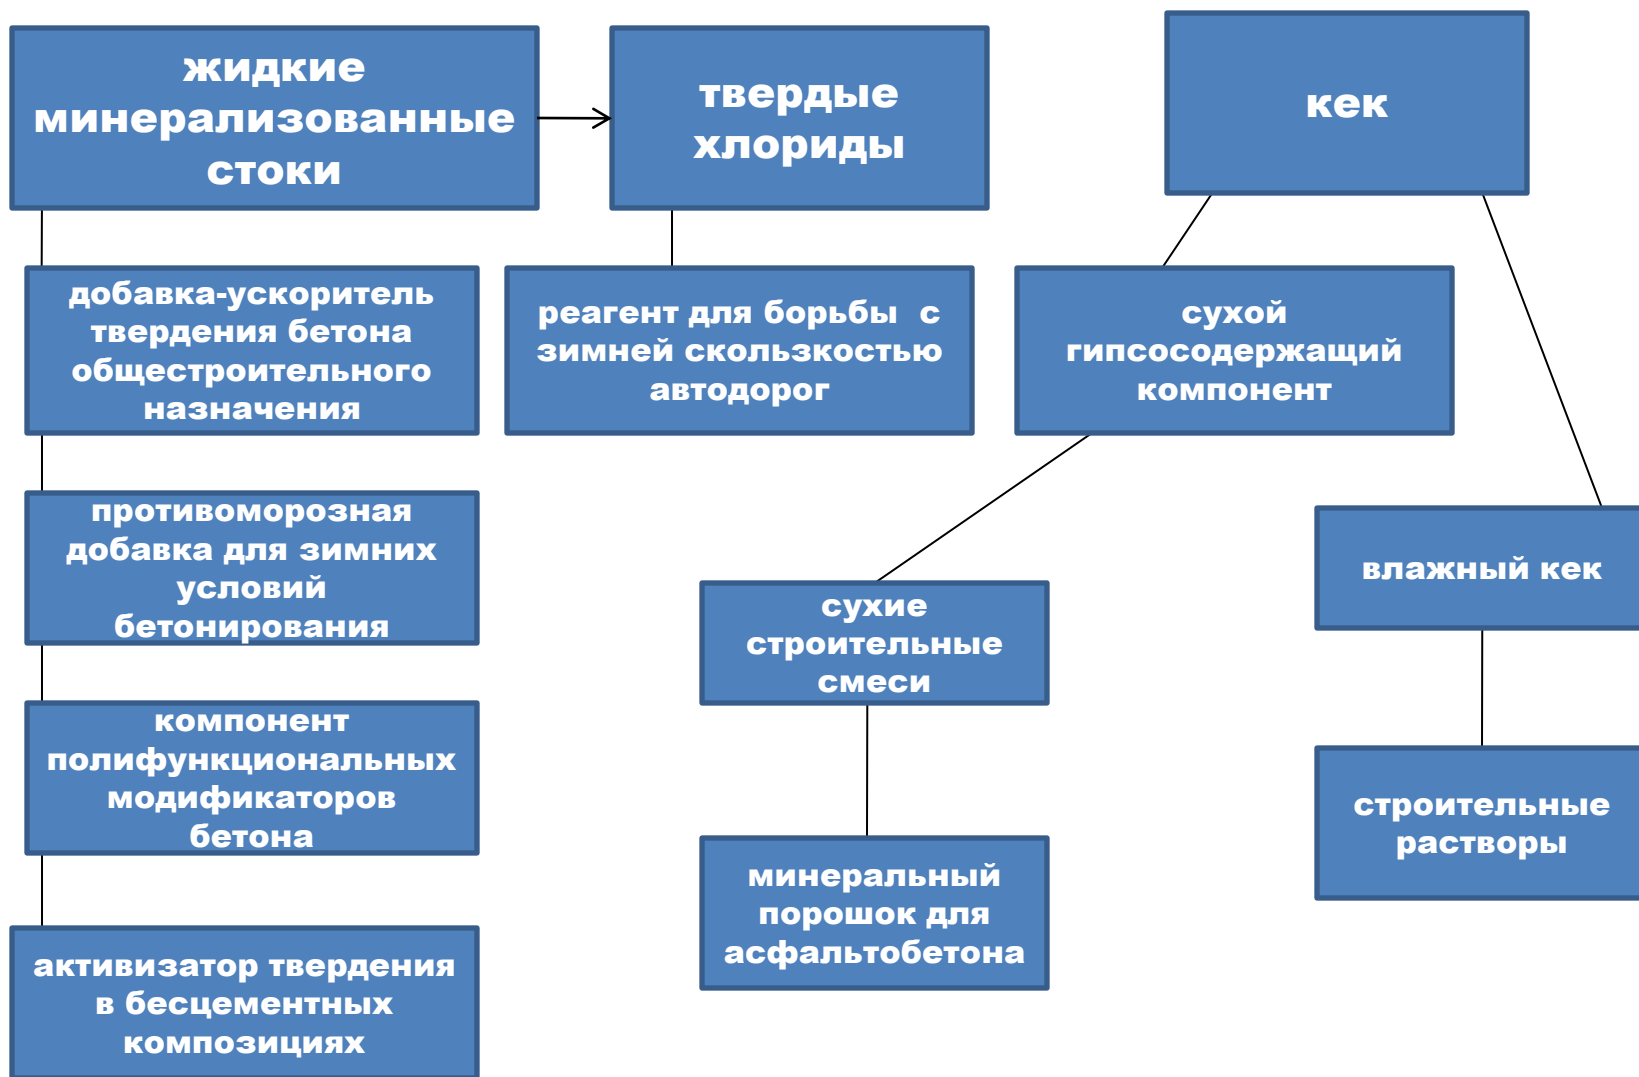 жидкие
минерализованные
стоки
твердые
хлориды
кек
добавка-ускоритель
твердения бетона
общестроительного
назначения
реагент для борьбы  с
зимней скользкостью
автодорог
сухой
гипсосодержащий
компонент
противоморозная
добавка для зимних
условий
бетонирования
влажный кек
сухие
строительные
смеси
компонент
полифункциональных
модификаторов
бетона
строительные
растворы
минеральный
порошок для
асфальтобетона
активизатор твердения
в бесцементных
композициях